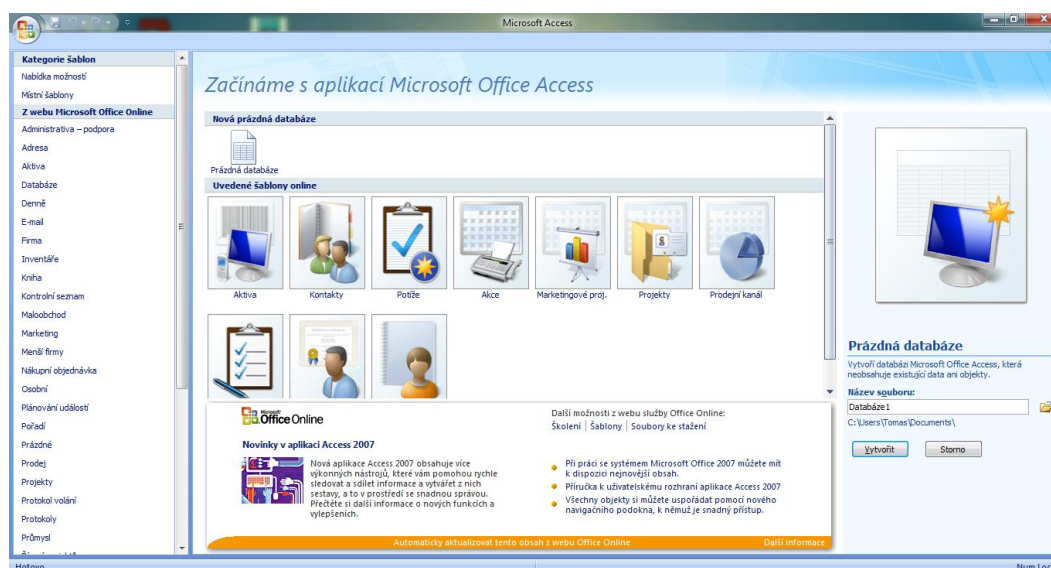 Microsoft Access
Kategorie šablon
Nabídka možností
Místní šablony
Z webu Microsoft Office Online
Administrativa – podpora
Adresa
Aktiva
Databáze
Denně
E-mail
Firma
Inventáře
Kniha
Kontrolní seznam
Maloobchod
Marketing
Menší firmy
Nákupní objednávka
Osobní
Plánování událostí
Pořadí
Prázdné
Prodej
Projekty
Protokol volání
Protokoly
Průmysl
Začínáme s aplikací Microsoft Office Access
Nová prázdná databáze
Prázdná databáze
Uvedené šablony online
Aktiva
Kontakty
Potíže
Akce
Marketingové proj.
Projekty
Prodejní kanál
Microsoft
Office Online
Novinky v aplikaci Access 2007
Nová aplikace Access 2007 obsahuje více
výkonných nástrojů, které vám pomohou rychle
sledovat a sdílet informace a vytvářet z nich
sestavy, a to v prostředí se snadnou správou.
Přečtěte si další informace o nových funkcích a
vylepšeních.
Další možnosti z webu služby Office Online:
Školení | Šablony | Soubory ke stažení
Při práci se systémem Microsoft Office 2007 můžete mít
k dispozici nejnovější obsah.
Příručka k uživatelskému rozhraní aplikace Access 2007
Všechny objekty si můžete uspořádat pomocí nového
navigačního podokna, k němuž je snadný přístup.
Automaticky aktualizovat tento obsah z webu Office Online
Další informace
Prázdná databáze
Vytvoří databázi Microsoft Office Access, která
neobsahuje existující data ani objekty.
Název souboru:
Databáze1
C:\Users\Tomas\Documents\
Vytvořit
Storno
Hotovo
Num Loc